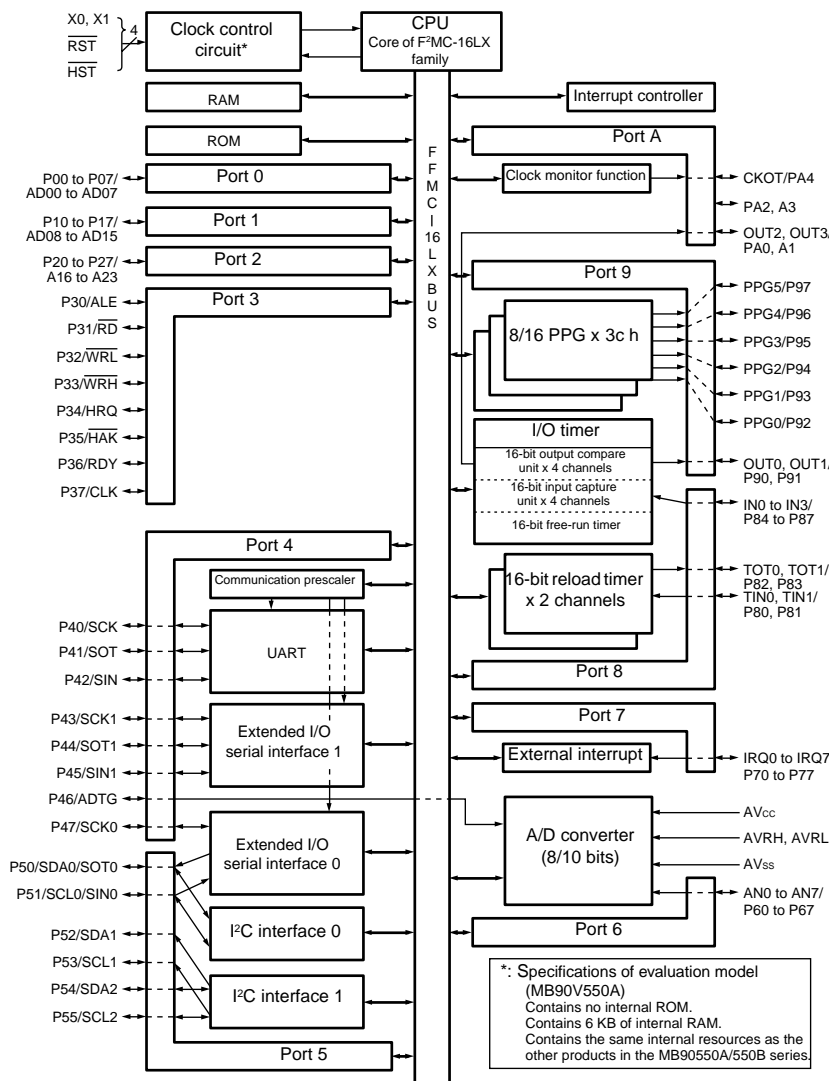 X0, X1
RST
HST
4
Clock control
circuit*
CPU
Core of F²MC-16LX
family
RAM
ROM
Interrupt controller
Port A
Clock monitor function
CKOT/PA4
PA2, A3
OUT2, OUT3/
PA0, A1
P00 to P07/
AD00 to AD07
Port 0
P10 to P17/
AD08 to AD15
Port 1
P20 to P27/
A16 to A23
Port 2
Port 3
P30/ALE
P31/RD
P32/WRL
P33/WRH
P34/HRQ
P35/HAK
P36/RDY
P37/CLK
F
F
M
C
I
16
L
X
B
U
S
Port 9
8/16 PPG x 3c h
PPG5/P97
PPG4/P96
PPG3/P95
PPG2/P94
PPG1/P93
PPG0/P92
I/O timer
16-bit output compare
unit x 4 channels
16-bit input capture
unit x 4 channels
16-bit free-run timer
OUT0, OUT1/
P90, P91
IN0 to IN3/
P84 to P87
16-bit reload timer
x 2 channels
TOT0, TOT1/
P82, P83
TIN0, TIN1/
P80, P81
Port 8
Port 4
Communication prescaler
P40/SCK
P41/SOT
P42/SIN
UART
P43/SCK1
P44/SOT1
P45/SIN1
Extended I/O
serial interface 1
P46/ADTG
P47/SCK0
Extended I/O
serial interface 0
P50/SDA0/SOT0
P51/SCL0/SIN0
I²C interface 0
P52/SDA1
P53/SCL1
P54/SDA2
P55/SCL2
I²C interface 1
Port 5
Port 7
External interrupt
IRQ0 to IRQ7
P70 to P77
A/D converter
(8/10 bits)
AVCC
AVRH, AVRL
AVSS
AN0 to AN7/
P60 to P67
Port 6
*: Specifications of evaluation model
(MB90V550A)
Contains no internal ROM.
Contains 6 KB of internal RAM.
Contains the same internal resources as the
other products in the MB90550A/550B series.